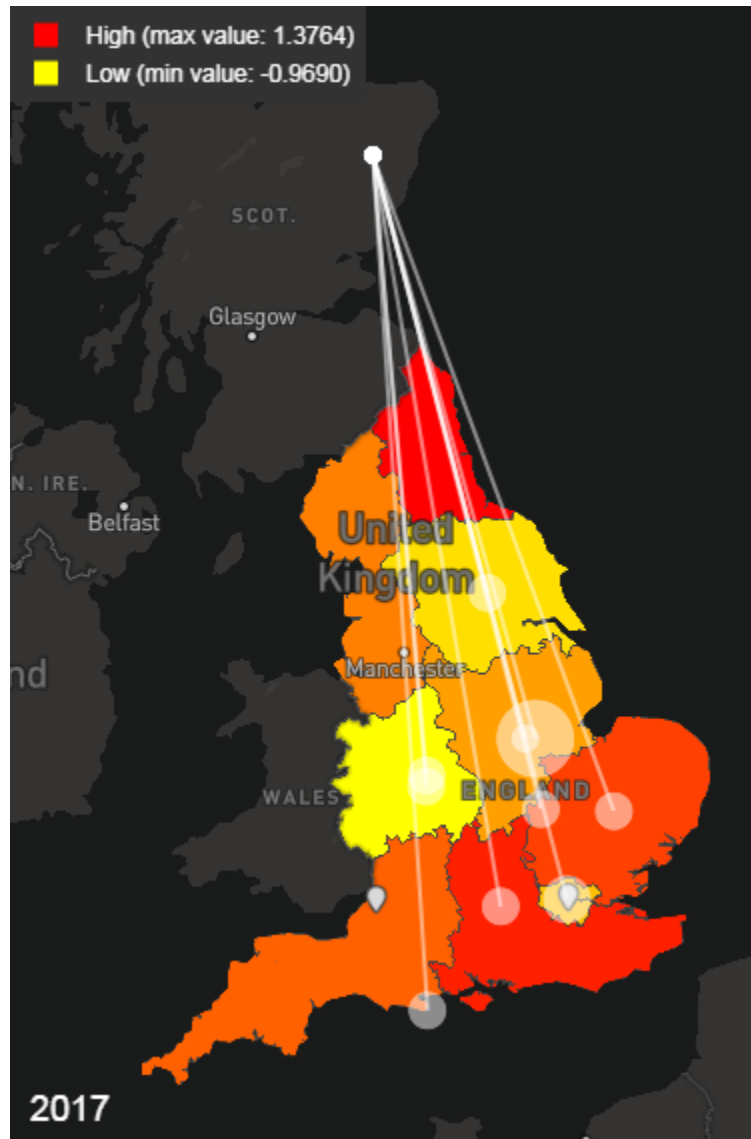 High (max value: 1.3764)
Low (min value: -0.9690)
SCOT.
Glasgow
N. IRE.
Belfast
United
Kingdom
Manchester
nd
WALES
ENGLAND
2017